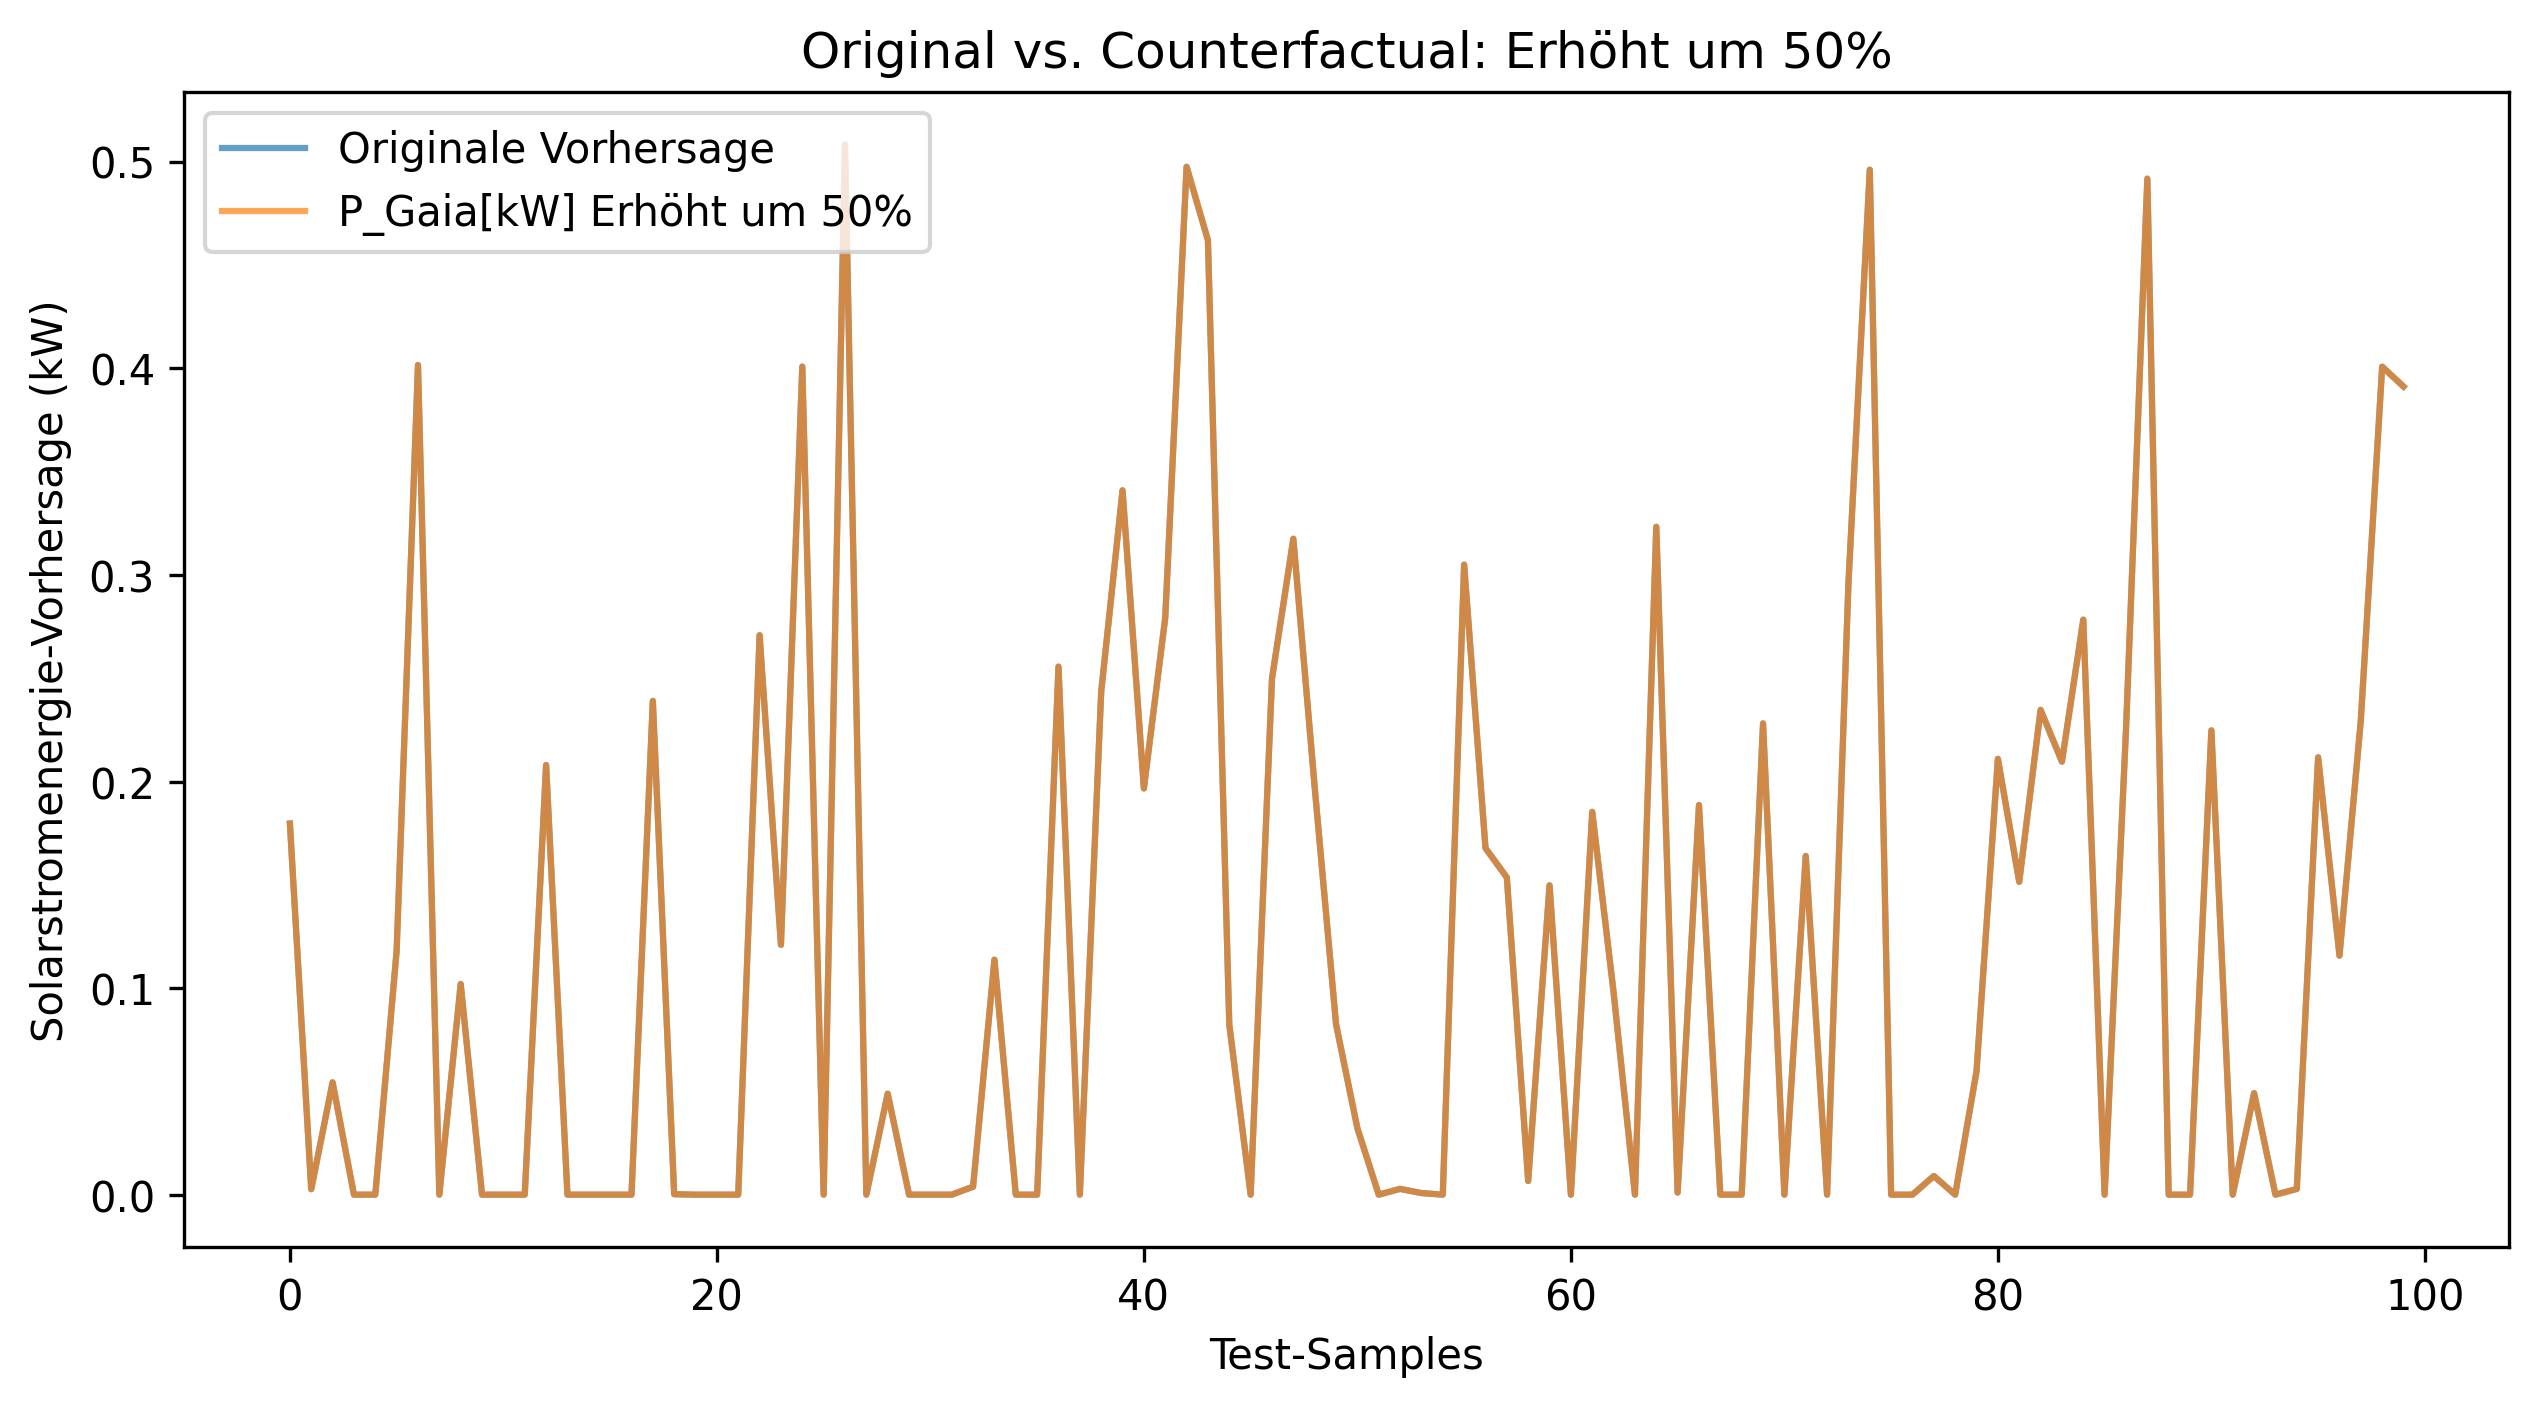 Original vs. Counterfactual: Erhöht um 50%
Originale Vorhersage
P_Gaia[kW] Erhöht um 50%
Solarstromenergie-Vorhersage (kW)
0.5
0.4
0.3
0.2
0.1
0.0
0 20 40 60 80 100
Test-Samples